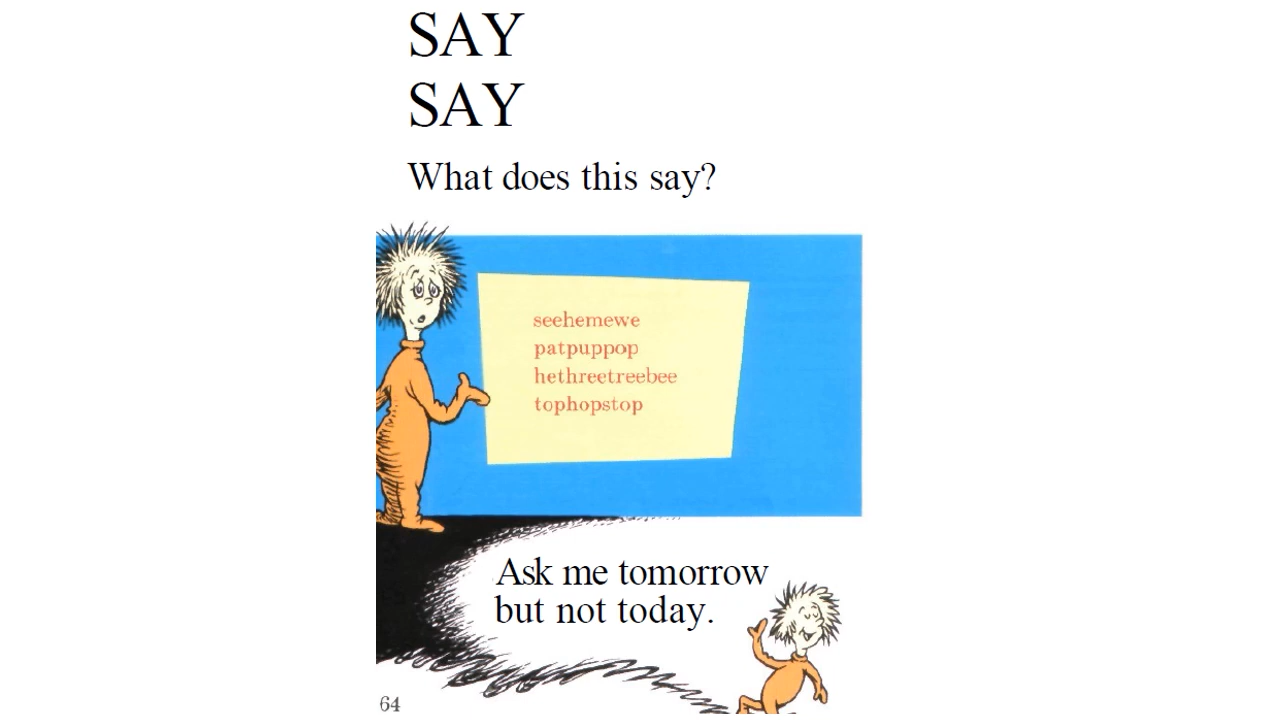 SAY
SAY
What does this say?
seehemewe
patpuppop
hethreetreebee
tophopstop
Ask me tomorrow
but not today.
64